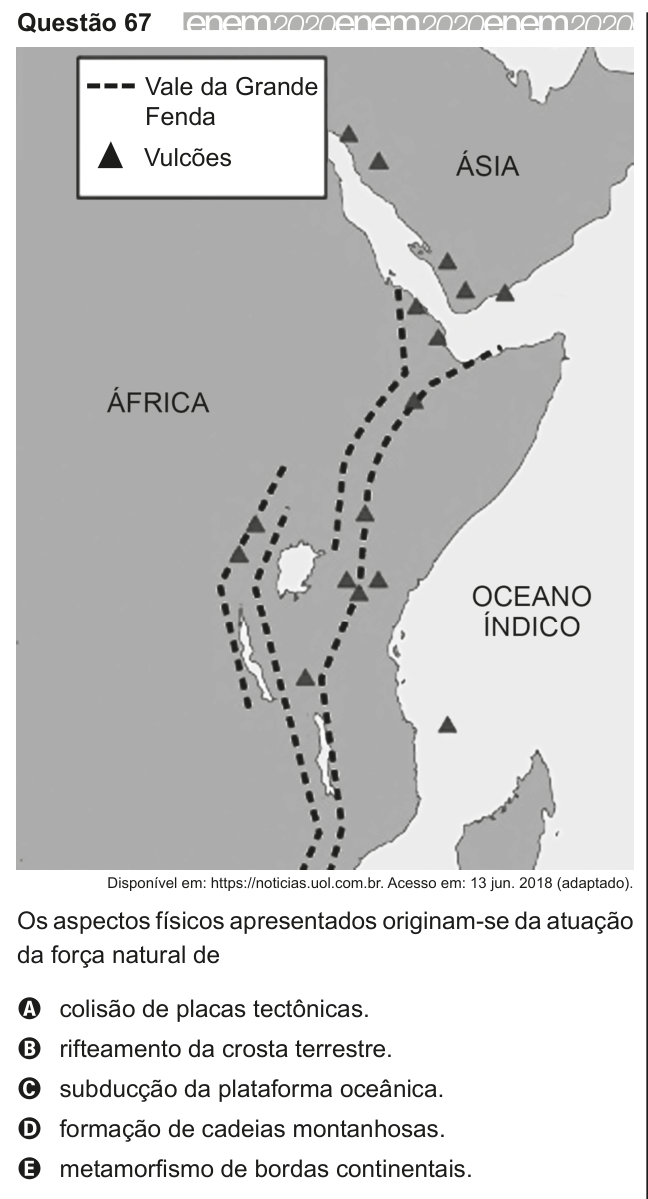 Questão 67
enem2020enem2020enem2020
Vale da Grande
Fenda
Vulcões
ÁSIA
ÁFRICA
OCEANO
ÍNDICO
Disponível em: https://noticias.uol.com.br. Acesso em: 13 jun. 2018 (adaptado).
Os aspectos físicos apresentados originam-se da atuação
da força natural de
A colisão de placas tectônicas.
B rifteamento da crosta terrestre.
C subducção da plataforma oceânica.
D formação de cadeias montanhosas.
E metamorfismo de bordas continentais.